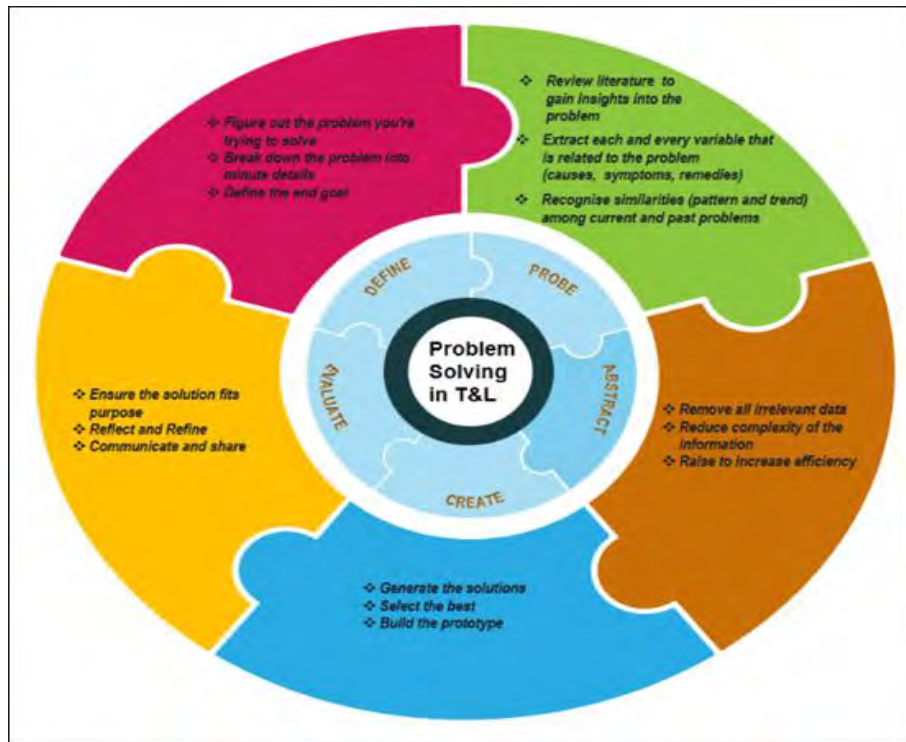 ❖ Figure out the problem you're
trying to solve
❖ Break down the problem into
minute details
❖ Define the end goal
❖ Review literature to
gain insights into the
problem
❖ Extract each and every variable that
is related to the problem
(causes, symptoms, remedies)
❖ Recognise similarities (pattern and trend)
among current and past problems
DEFINE
PROBE
ABSTRACT
CREATE
EVALUATE
Problem
Solving
in T&L
❖ Ensure the solution fits
purpose
❖ Reflect and Refine
❖ Communicate and share
❖ Remove all irrelevant data
❖ Reduce complexity of the
information
❖ Raise to increase efficiency
❖ Generate the solutions
❖ Select the best
❖ Build the prototype